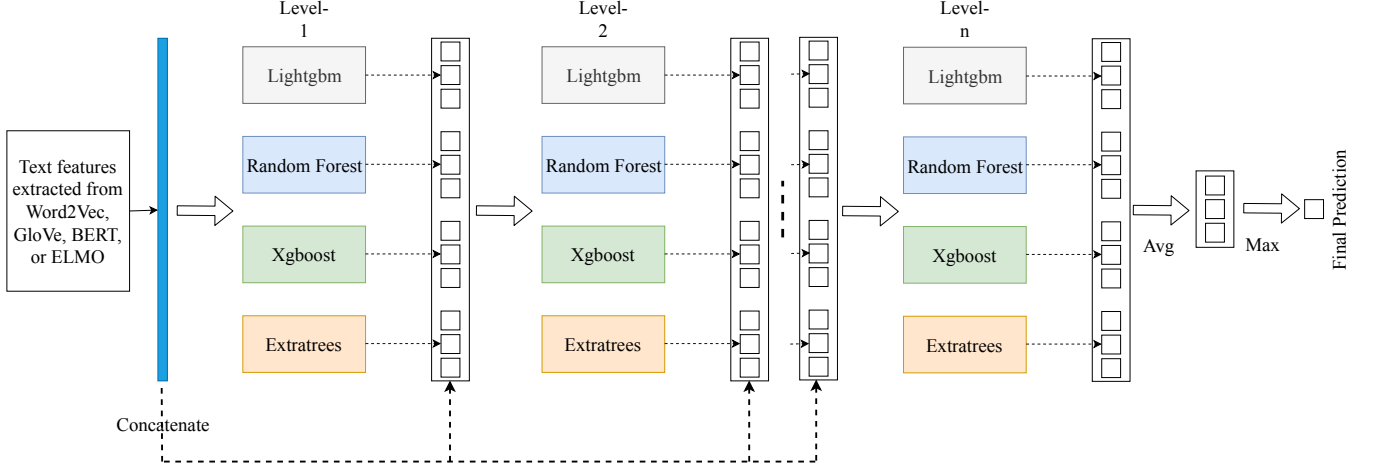 Level-
1
Level-
2
Level-
n
Text features
extracted from
Word2Vec,
GloVe, BERT,
or ELMO
Lightgbm
Random Forest
Xgboost
Extratrees
Lightgbm
Random Forest
Xgboost
Extratrees
Lightgbm
Random Forest
Xgboost
Extratrees
Avg
Max
Final Prediction
Concatenate